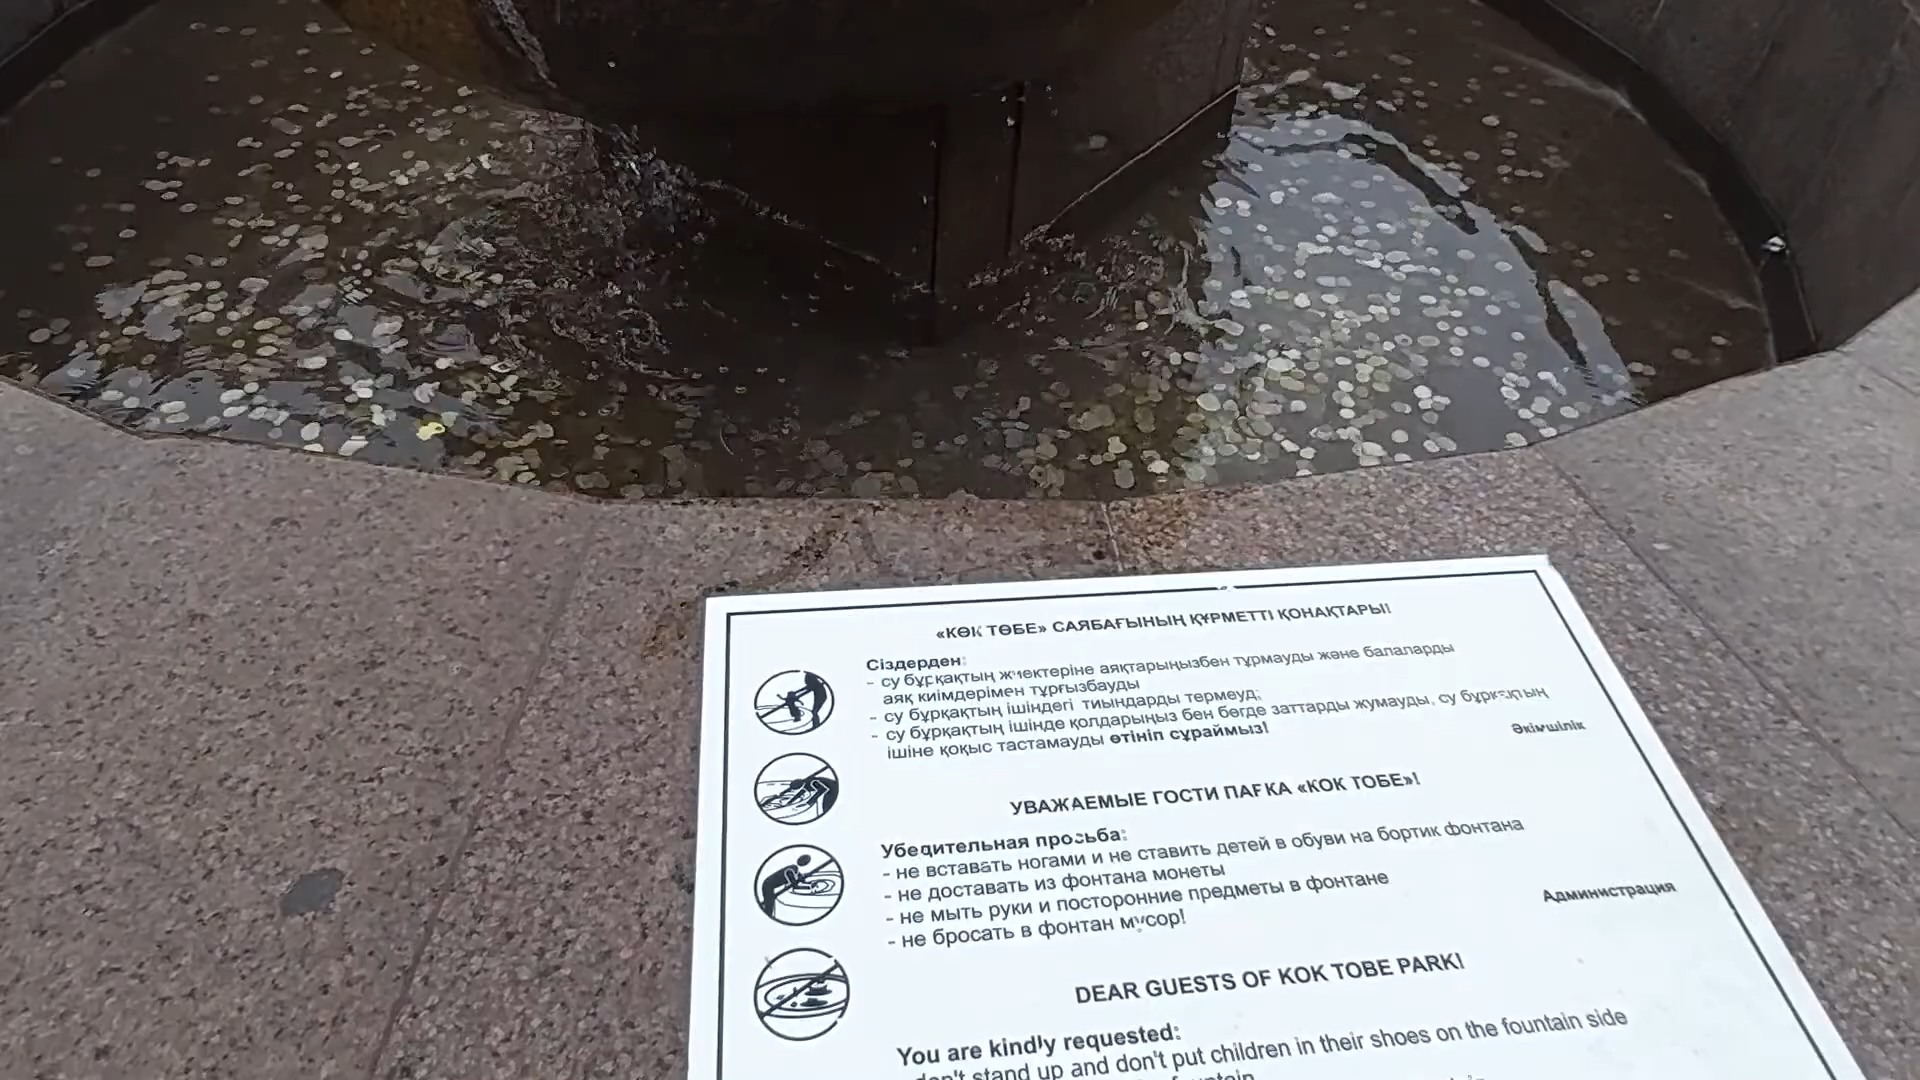 «КӨК ТӨБЕ» САЯБАҒЫНЫҢ ҚҰРМЕТТІ ҚОНАҚТАРЫ!
Сіздерден:
- су бұрқақтың жиектеріне аяқтарыңызбен тұрмауды және балаларды
аяқ киімдерімен тұрғызбауды
- су бұрқақтың ішіндегі тиындарды термеуді;
- су бұрқақтың ішінде қолдарыңыз бен бөгде заттарды жумауды, су бұрқақтың
ішіне қоқыс тастамауды өтініп сұраймыз!
Әкімшілік
УВАЖАЕМЫЕ ГОСТИ ПАРКА «КОК ТОБЕ»!
Убедительная просьба:
- не вставать ногами и не ставить детей в обуви на бортик фонтана
- не доставать из фонтана монеты
- не мыть руки и посторонние предметы в фонтане
- не бросать в фонтан мусор!
Администрация
DEAR GUESTS OF KOK TOBE PARK!
You are kindly requested:
don't stand up and don't put children in their shoes on the fountain side
fountain